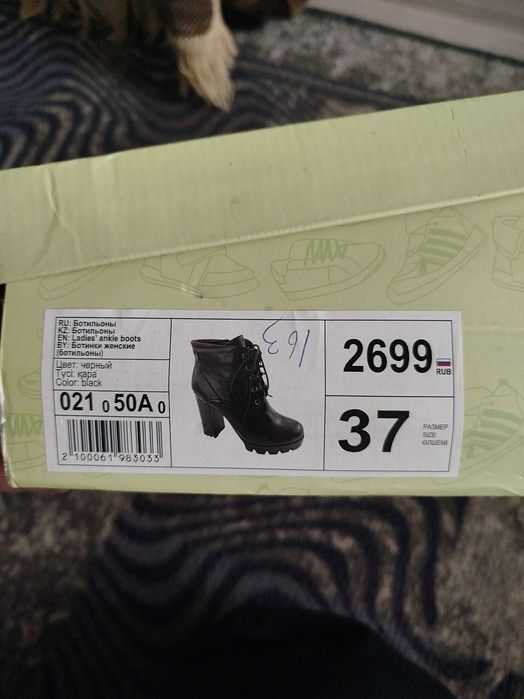 RU: Ботильоны
KZ: Ботильоны
EN: Ladies' ankle boots
BY: Ботинки женские
(ботильоны)
Цвет: черный
Түсі: қара
Color: black
021 0 50A 0
2 100061 983033
163
2699
RUB
37
РАЗМЕР
SIZE
ӨЛШЕМІ